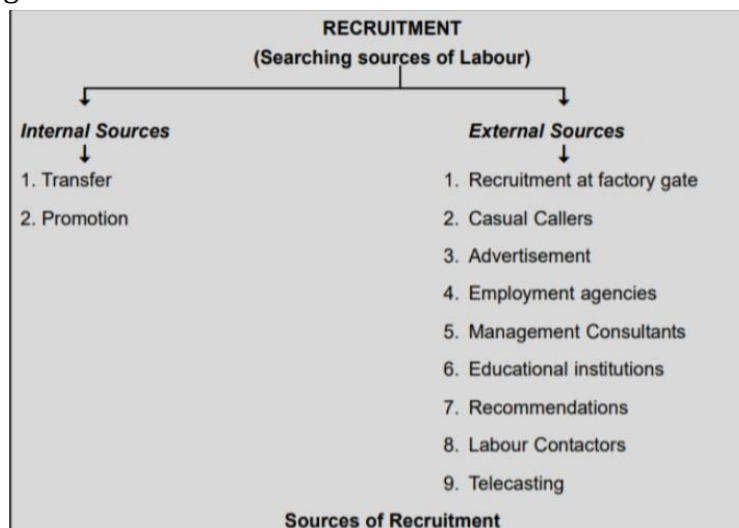 RECRUITMENT
(Searching sources of Labour)
Internal Sources
1. Transfer
2. Promotion
External Sources
1. Recruitment at factory gate
2. Casual Callers
3. Advertisement
4. Employment agencies
5. Management Consultants
6. Educational institutions
7. Recommendations
8. Labour Contactors
9. Telecasting
Sources of Recruitment